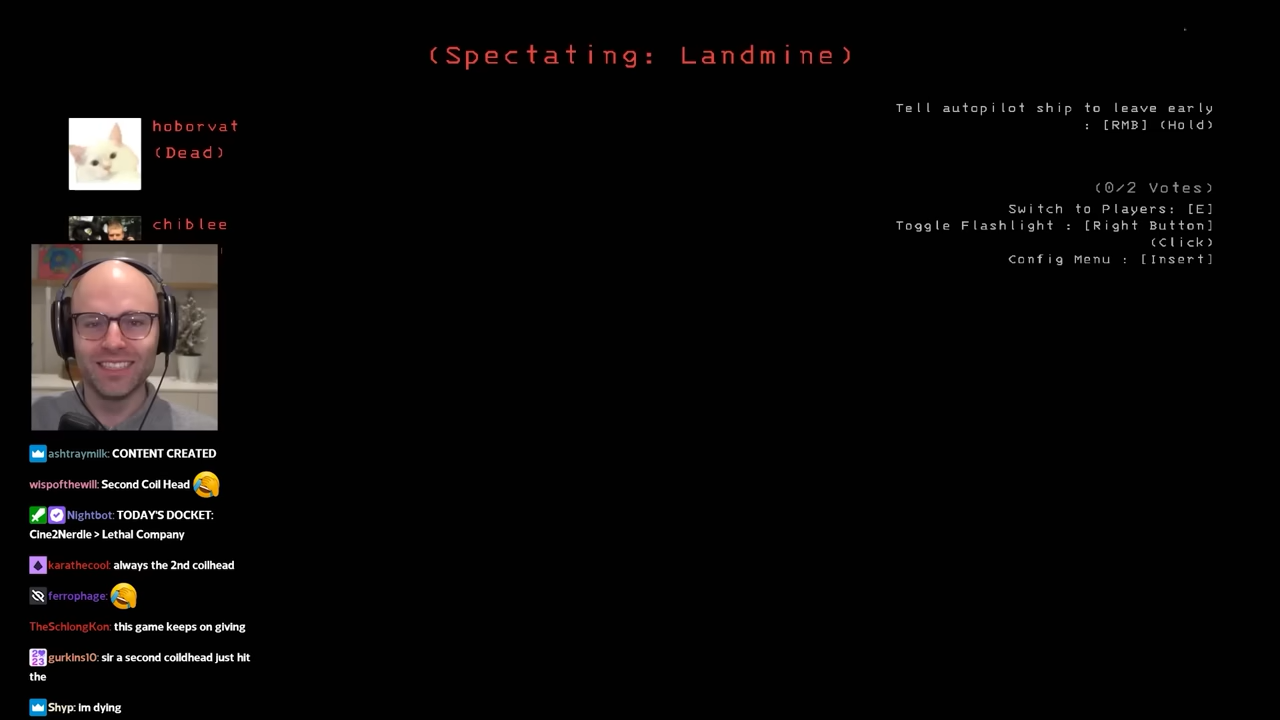 (Spectating: Landmine)
hoborvat
(Dead)
chiblee
Tell autopilot ship to leave early
: [RMB] (Hold)
(0/2 Votes)
Switch to Players: [E]
Toggle Flashlight : [Right Button]
(Click)
Config Menu : [Insert]
ashtraymilk: CONTENT CREATED
wispofthewill: Second Coil Head
Nightbot: TODAY'S DOCKET:
Cine2Nerdle > Lethal Company
karathecool: always the 2nd coilhead
ferrophage:
TheSchlongKon: this game keeps on giving
gurkins10: sir a second coildhead just hit
the
Shyp: im dying